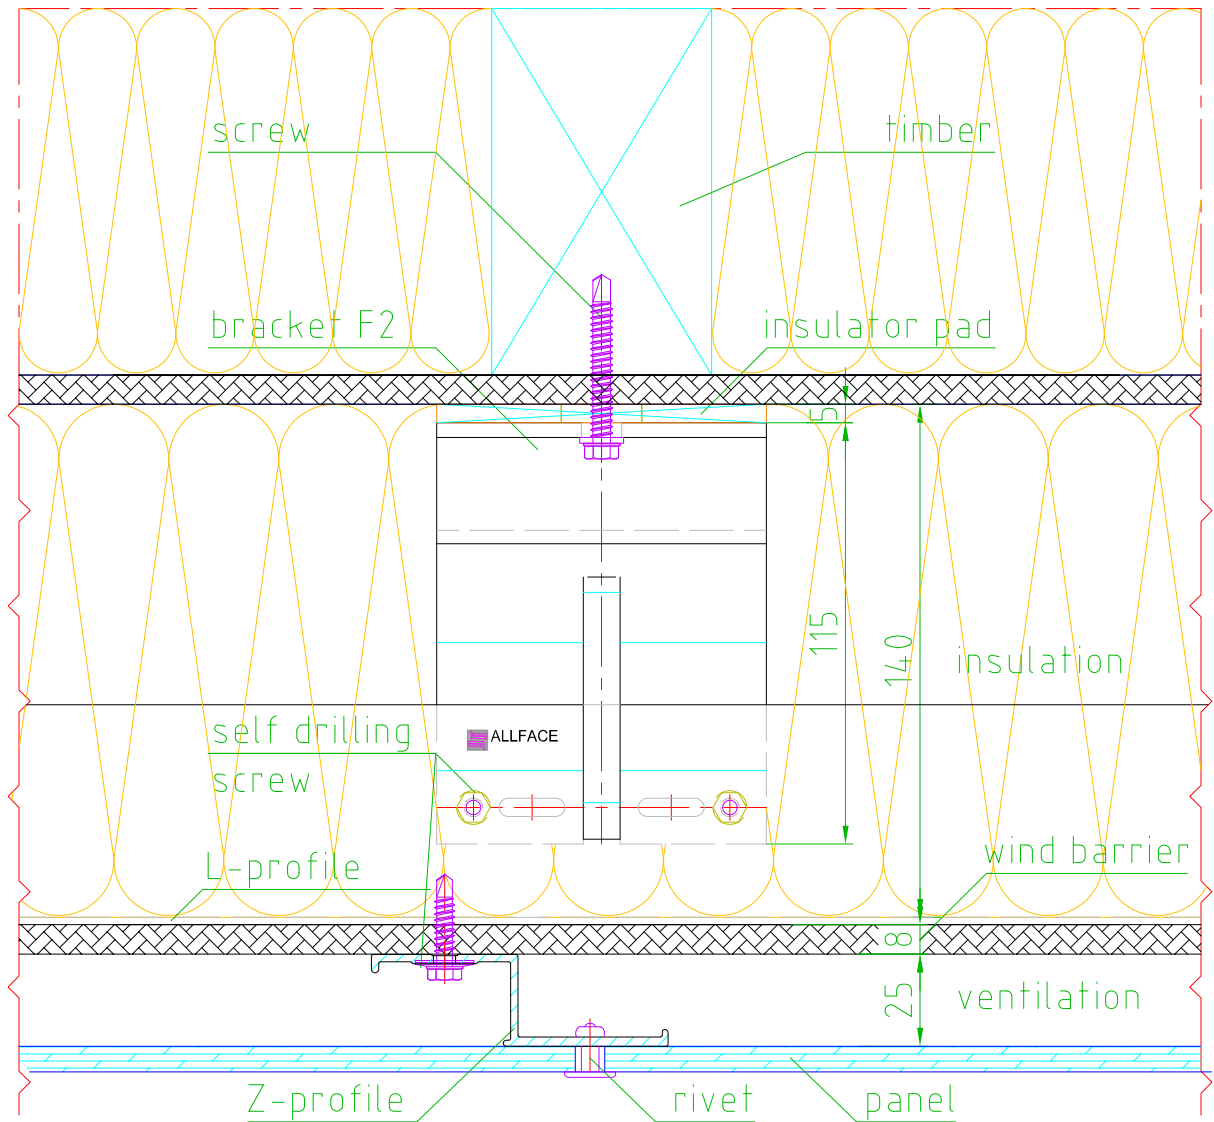 screw
timber
bracket F2
insulator pad
5
115
140
insulation
self drilling
screw
ALLFACE
wind barrier
L-profile
8
25
ventilation
Z-profile
rivet
panel